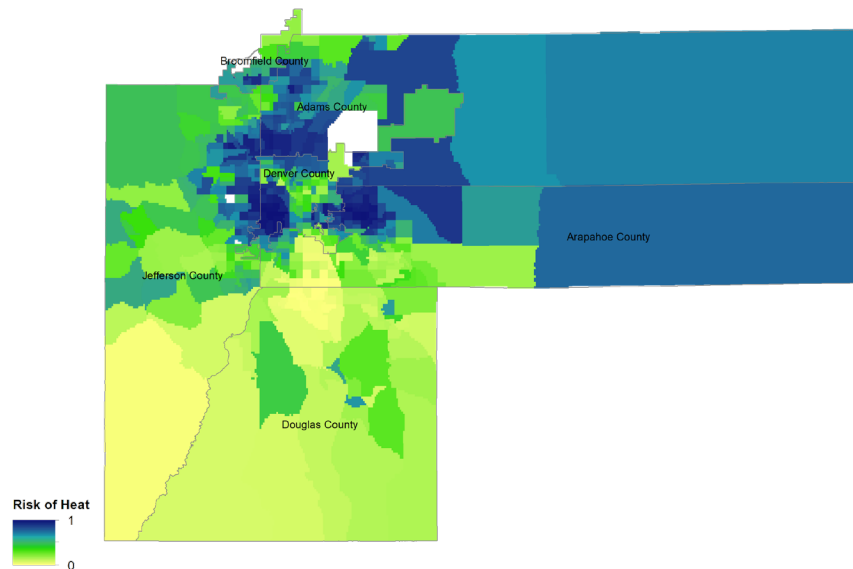 Broomfield County
Adams County
Denver County
Arapahoe County
Jefferson County
Douglas County
Risk of Heat
1
0